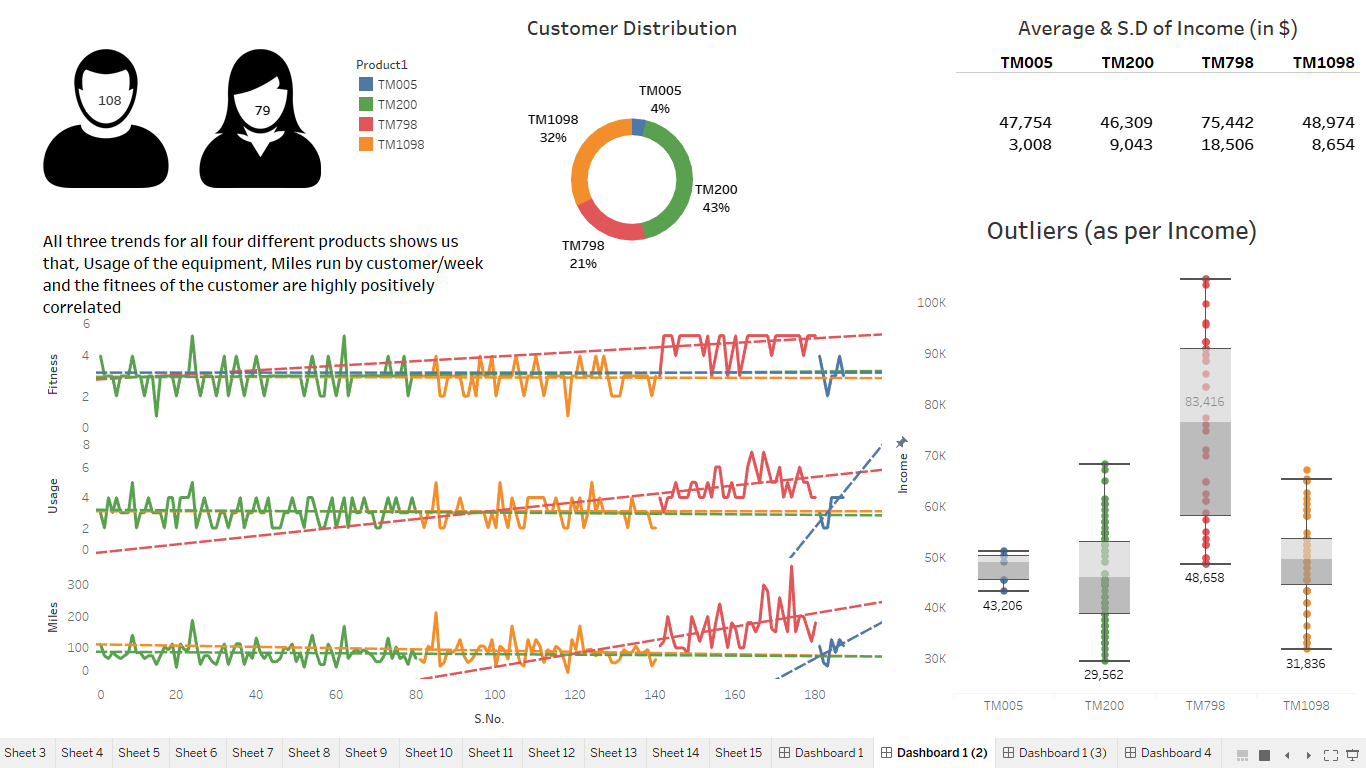 108
79
Product1
TM005
TM200
TM798
TM1098
Customer Distribution
TM005
4%
TM1098
32%
TM200
43%
TM798
21%
Average & S.D of Income (in $)
TM005 TM200 TM798 TM1098
47,754 46,309 75,442 48,974
3,008 9,043 18,506 8,654
All three trends for all four different products shows us
that, Usage of the equipment, Miles run by customer/week
and the fitnees of the customer are highly positively
correlated
Fitness
6
4
2
0
Usage
8
6
4
2
0
Miles
300
200
100
0
0 20 40 60 80 100 120 140 160 180
S.No.
Outliers (as per Income)
Income
100K
90K
80K
70K
60K
50K
40K
30K
83,416
43,206
29,562
48,658
31,836
TM005 TM200 TM798 TM1098
Sheet 3 Sheet 4 Sheet 5 Sheet 6 Sheet 7 Sheet 8 Sheet 9 Sheet 10 Sheet 11 Sheet 12 Sheet 13 Sheet 14 Sheet 15 Dashboard 1 Dashboard 1 (2) Dashboard 1 (3) Dashboard 4